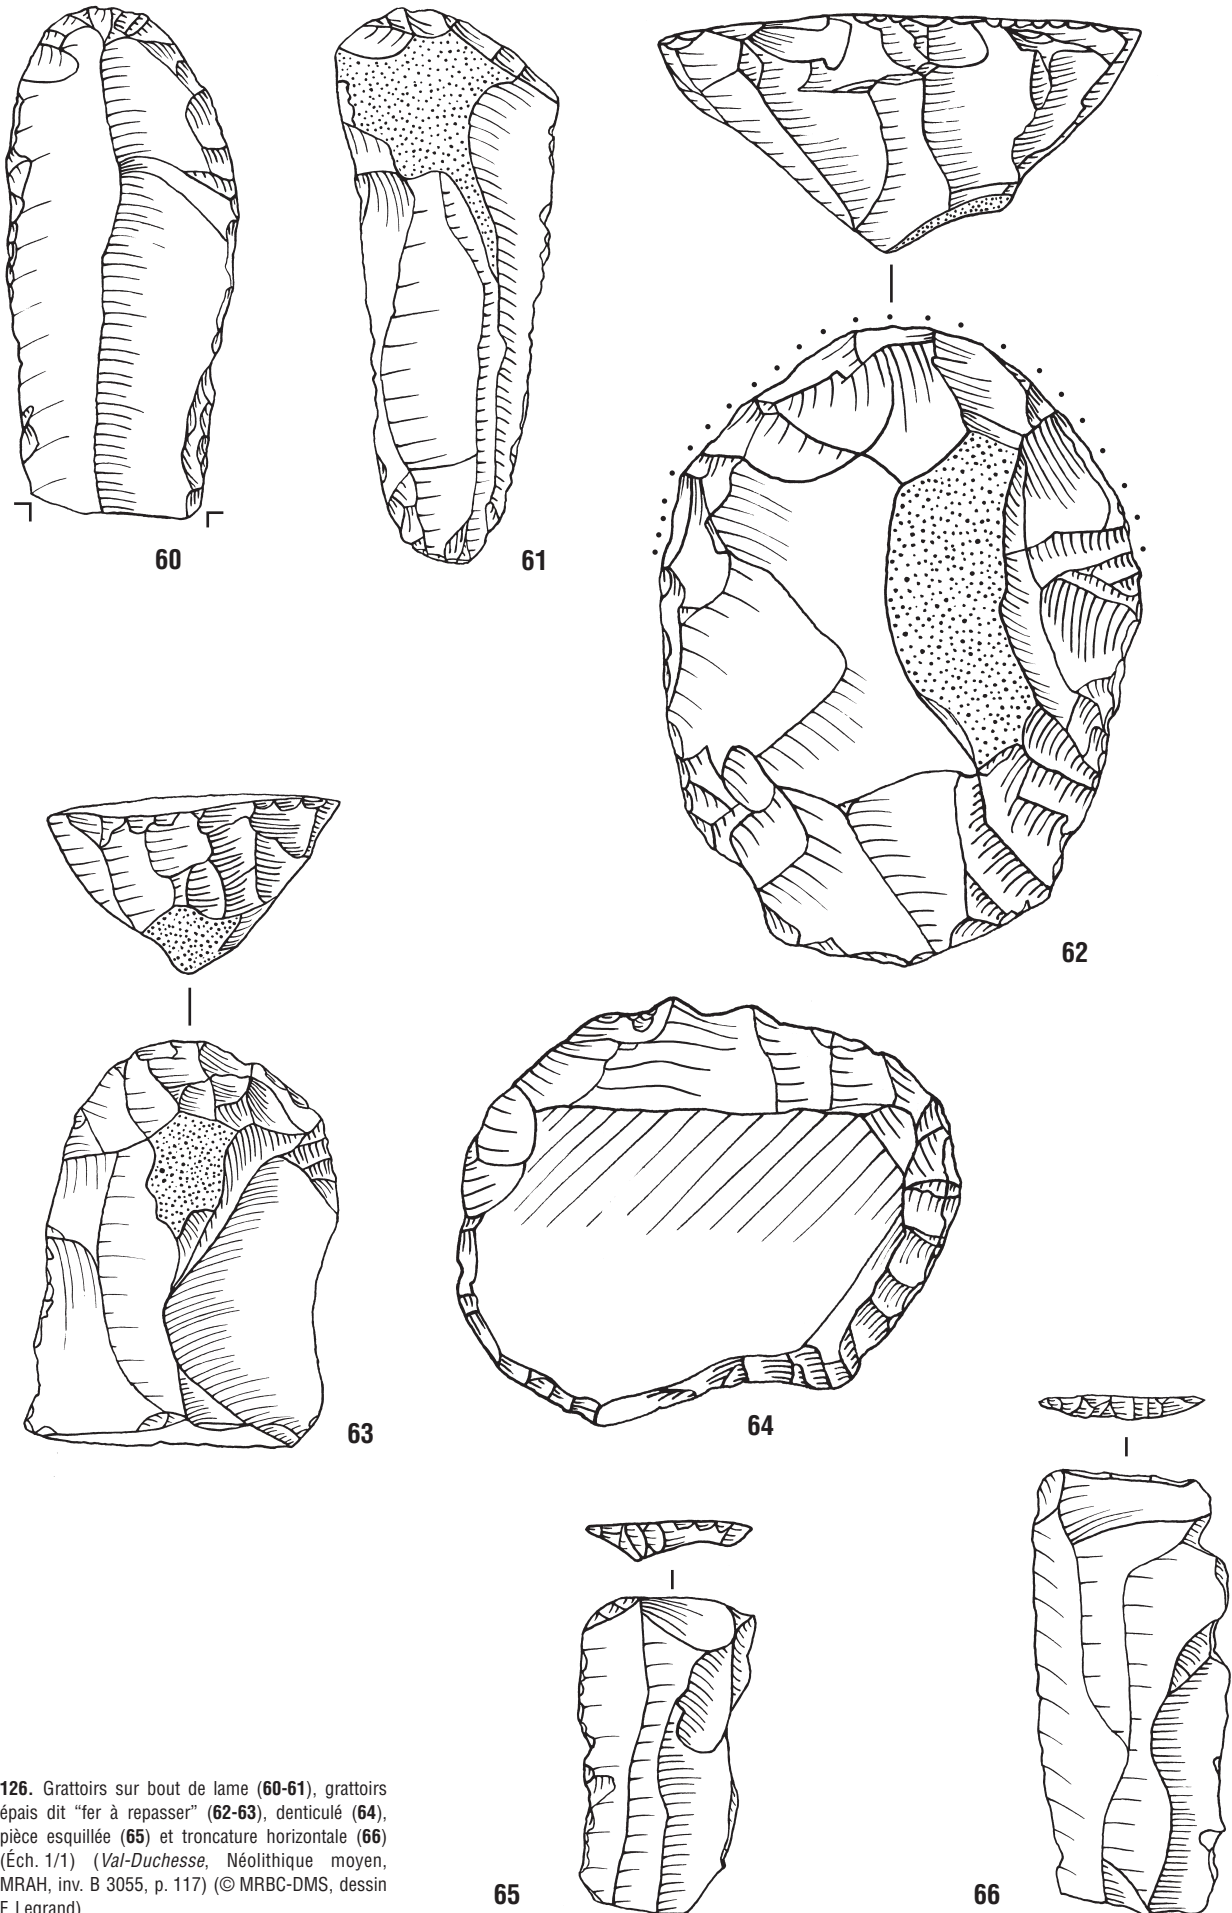 60
61
62
63
64
65
66
126. Grattoirs sur bout de lame (60-61), grattoirs
épais dit “fer à repasser” (62-63), denticulé (64),
pièce esquillée (65) et troncature horizontale (66)
(Éch. 1/1) (Val-Duchesse, Néolithique moyen,
MRAH, inv. B 3055, p. 117) (© MRBC-DMS, dessin
F. Legrand)